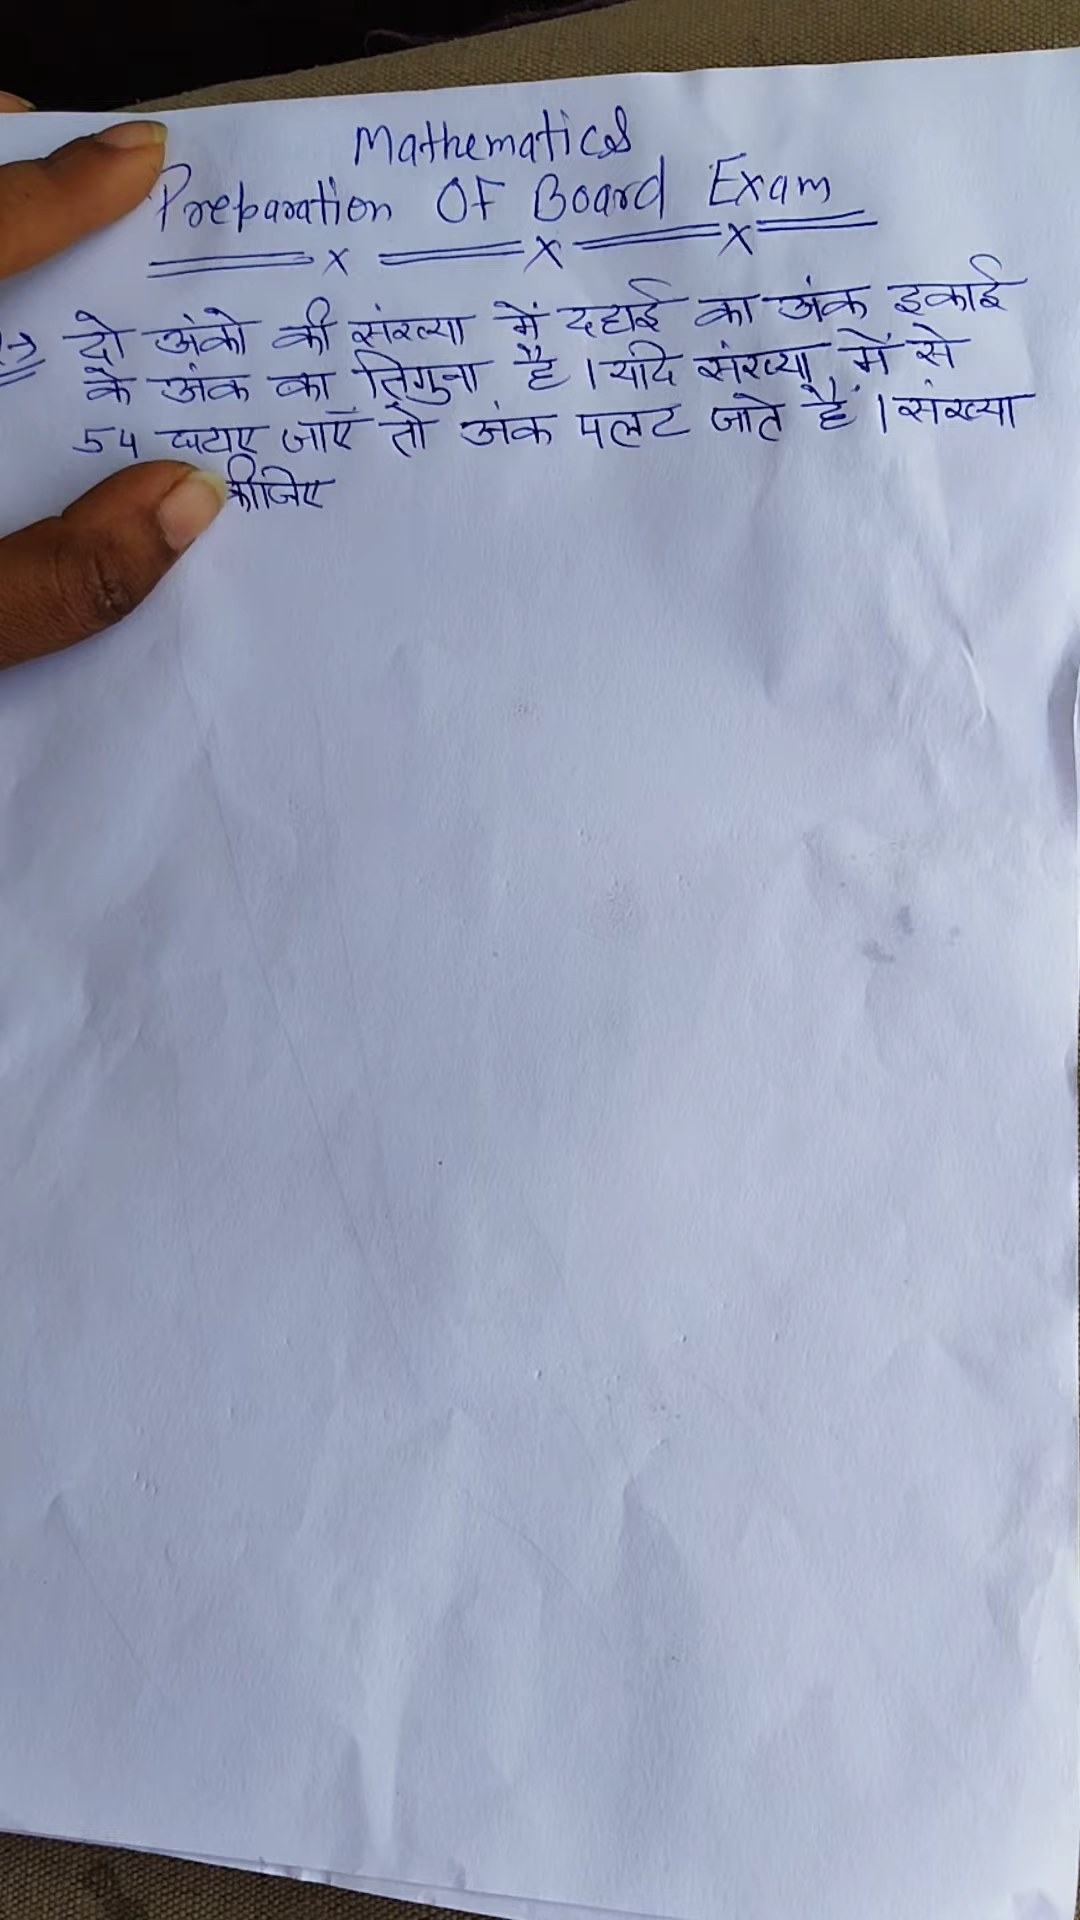 Mathematics
Preparation OF Board Exam
x x x
दो अंको की संख्या में दहाई का अंक इकाई
के अंक का तिगुना है । यदि संख्या में से
54 घटाए जाएँ तो अंक पलट जाते हैं । संख्या
कीजिए